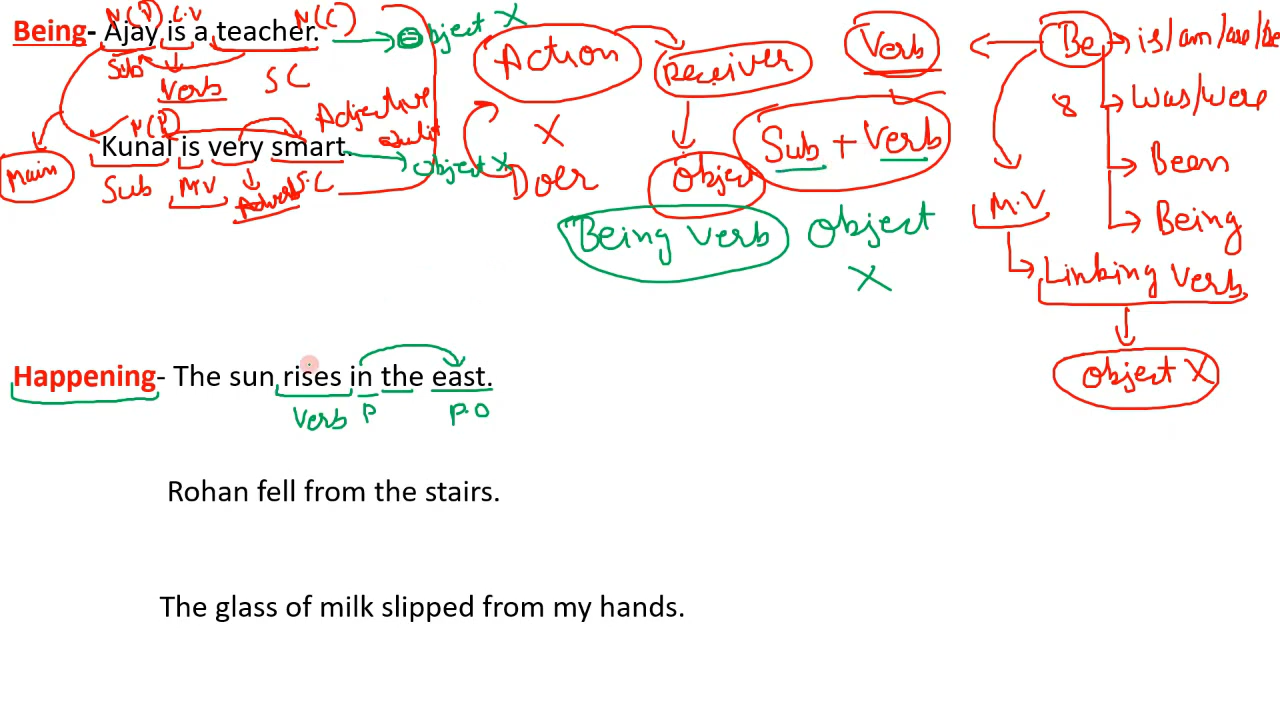 N(P) L.V N(C)
Being- Ajay is a teacher. Object X
Sub Verb SC
N(P) Adjective
Kunal is very smart Object X
Main Sub M.V Adverb S.C
Action Receiver
X
Doer Object
Verb
Sub + Verb
Being Verb Object
X
Be is/am/are/be
8 was/were
Been
Being
M.V
Linking Verb
Object X
Happening- The sun rises in the east.
Verb P P.O
Rohan fell from the stairs.
The glass of milk slipped from my hands.